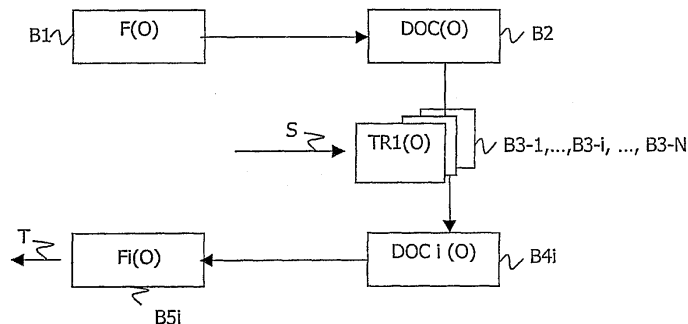 B1 F(O) DOC(O) B2
S TR1(O) B3-1,...,B3-i, ..., B3-N
T Fi(O) DOC i (O) B4i
B5i